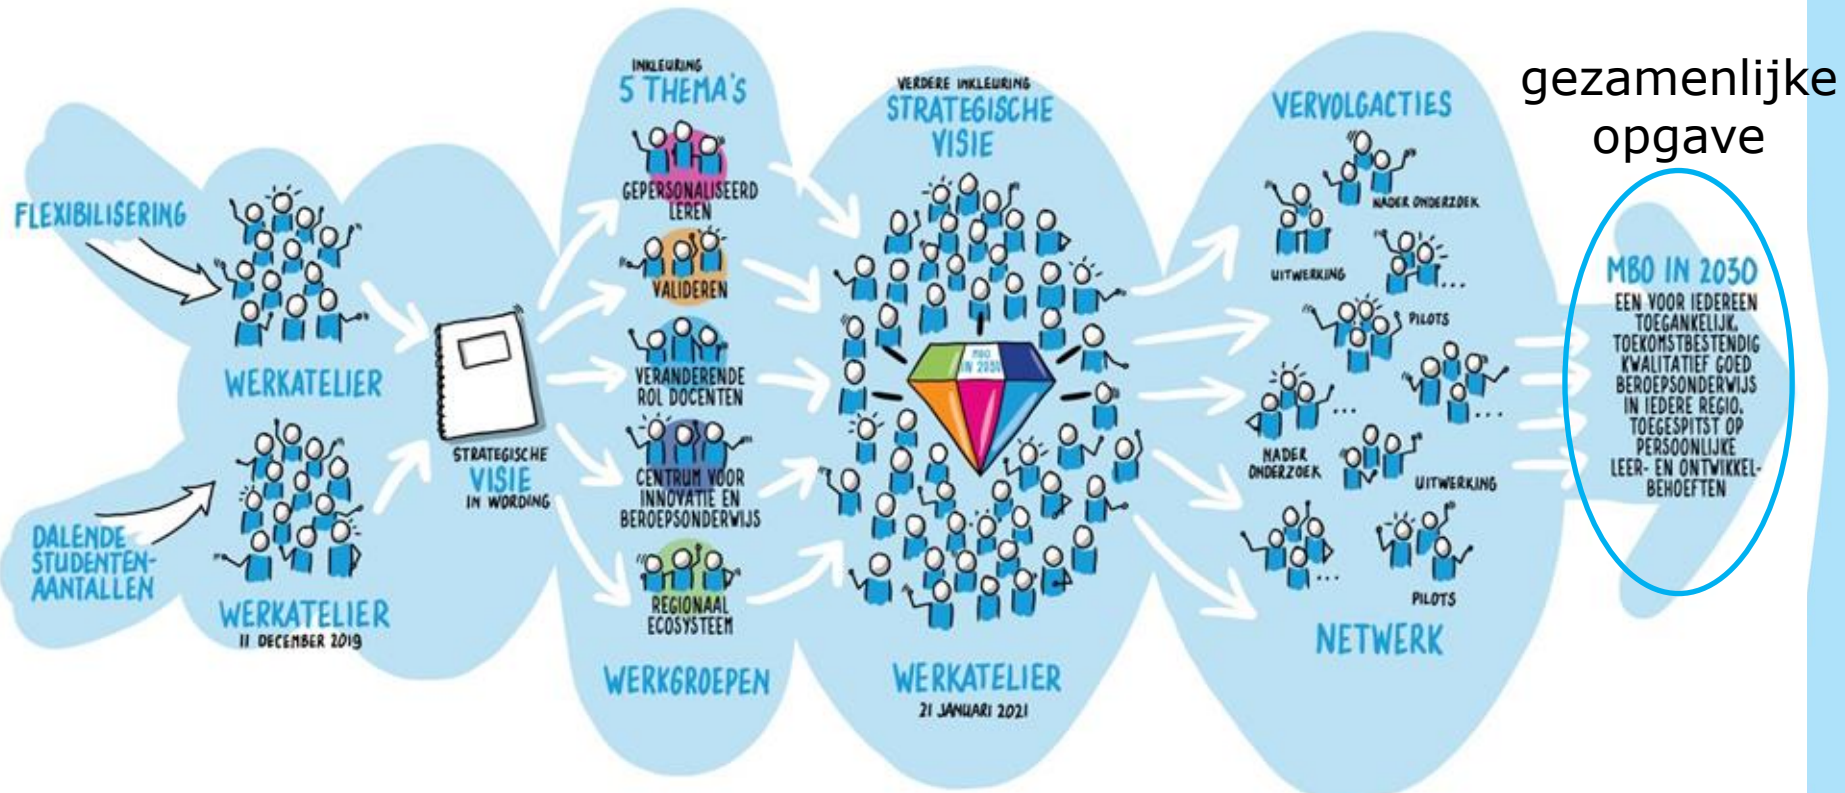 FLEXIBILISERING
DALENDE
STUDENTEN-
AANTALLEN
WERKATELIER
WERKATELIER
11 DECEMBER 2019
STRATEGISCHE
VISIE
IN WORDING
INKLEURING
5 THEMA'S
GEPERSONALISEERD
LEREN
VALIDEREN
VERANDERENDE
ROL DOCENTEN
CENTRUM VOOR
INNOVATIE EN
BEROEPSONDERWIJS
REGIONAAL
ECOSYSTEEM
WERKGROEPEN
VERDERE INKLEURING
STRATEGISCHE
VISIE
MBO
IN 2030
WERKATELIER
21 JANUARI 2021
VERVOLGACTIES
NADER ONDERZOEK
UITWERKING
...
PILOTS
...
...
NADER
ONDERZOEK
UITWERKING
...
PILOTS
NETWERK
gezamenlijke
opgave
MBO IN 2030
EEN VOOR IEDEREEN
TOEGANKELIJK,
TOEKOMSTBESTENDIG
KWALITATIEF GOED
BEROEPSONDERWIJS
IN IEDERE REGIO,
TOEGESPITST OP
PERSOONLIJKE
LEER- EN ONTWIKKEL-
BEHOEFTEN